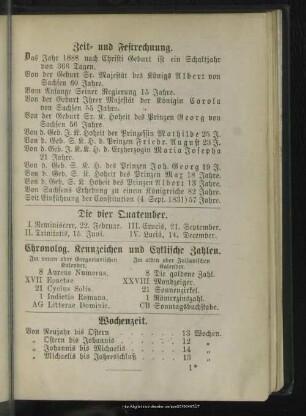 Zeit- und Festrechnung.
Das Jahr 1888 nach Christi Geburt ist ein Schaltjahr
von 366 Tagen.
Von der Geburt Sr. Majestät des Königs Albert von
Sachsen 60 Jahre.
Vom Anfange Seiner Regierung 15 Jahre.
Von der Geburt Ihrer Majestät der Königin Carola
von Sachsen 55 Jahre.
Von der Geburt Sr. K. Hoheit des Prinzen Georg von
Sachsen 56 Jahre.
Von d. Geb. J. K. Hoheit der Prinzessin Mathilde 25 J.
Von d. Geb. S. K. H. d. Prinzen Friedr. August 23 J.
Von d. Geb. J. K. K. H. d. Erzherzogin Maria Josepha
21 Jahre.
Von d. Geb. S. K. H. des Prinzen Joh. Georg 19 J.
Von d. Geb. S. K. Hoheit des Prinzen Max 18 Jahre.
Von d. Geb. S. K. Hoheit des Prinzen Albert 13 Jahre.
Von Sachsens Erhebung zu einem Königreiche 82 Jahre.
Seit Einführung der Constitution (4. Sept. 1831) 57 Jahre.
Die vier Quatember.
I. Reminiscere, 22. Februar. III. Crucis, 21. September.
II. Trinitatis, 15. Juni. IV. Luciä, 14. December.
Chronolog. Kennzeichen und Cyklische Zahlen.
Im neuen oder Gregorianischen Kalender. Im alten oder Julianischen Kalender.
8 Aureus Numerus. 8 Die goldene Zahl.
XVII Epactae XXVIII Mondzeiger.
21 Cyclus Solis. 21 Sonnenzirkel.
1 Indictio Romana. 1 Römerzinszahl.
AG Litterae Dominic. CB Sonntagsbuchstabe.
Wochenzeit.
Von Neujahr bis Ostern . . . . . 13 Wochen.
„ Ostern bis Johannis . . . . . 12 „
„ Johannis bis Michaelis . . . . . 14 „
„ Michaelis bis Jahresschluß . . . . . 13 „
1*